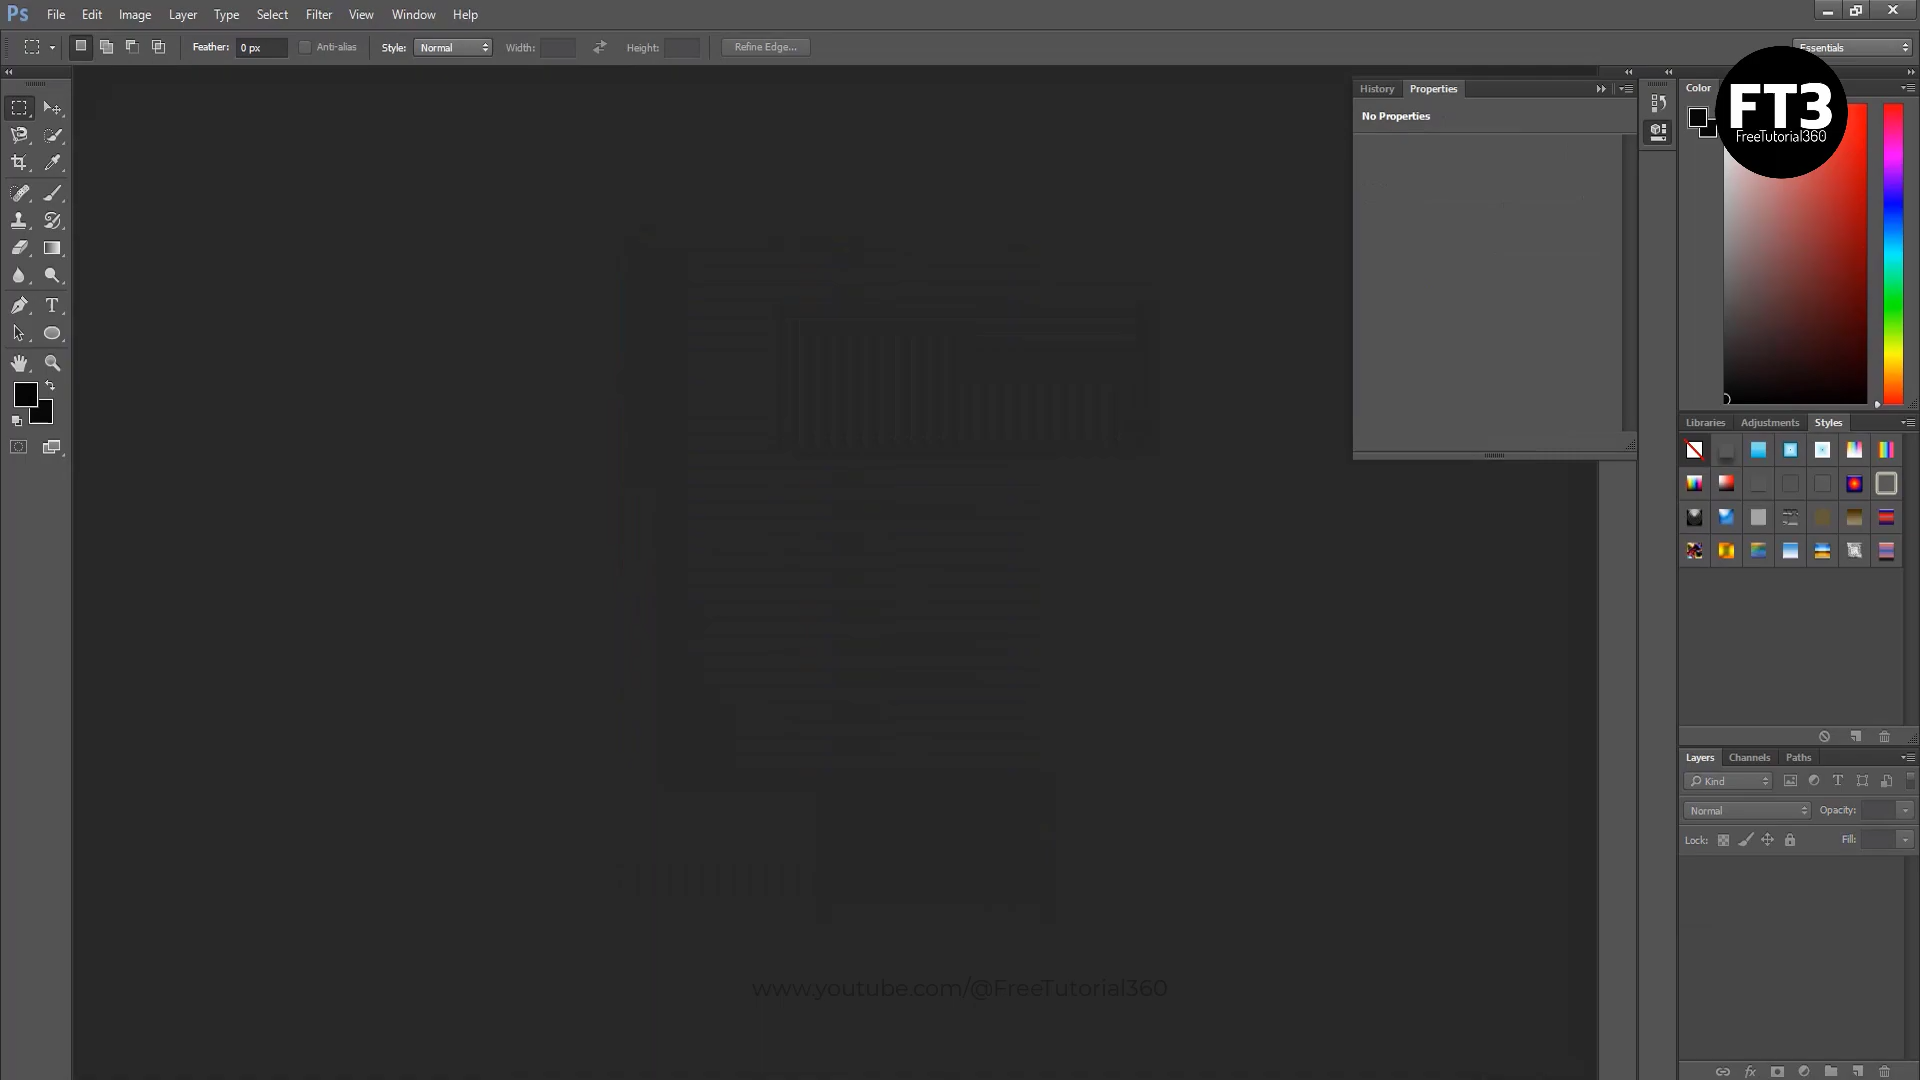 Ps File Edit Image Layer Type Select Filter View Window Help
Feather: 0 px Anti-alias Style: Normal Width: Height: Refine Edge... Essentials
History Properties
No Properties
Color
FT3
FreeTutorial360
Libraries Adjustments Styles
Layers Channels Paths
Kind
Normal Opacity:
Lock: Fill:
www.youtube.com/@FreeTutorial360